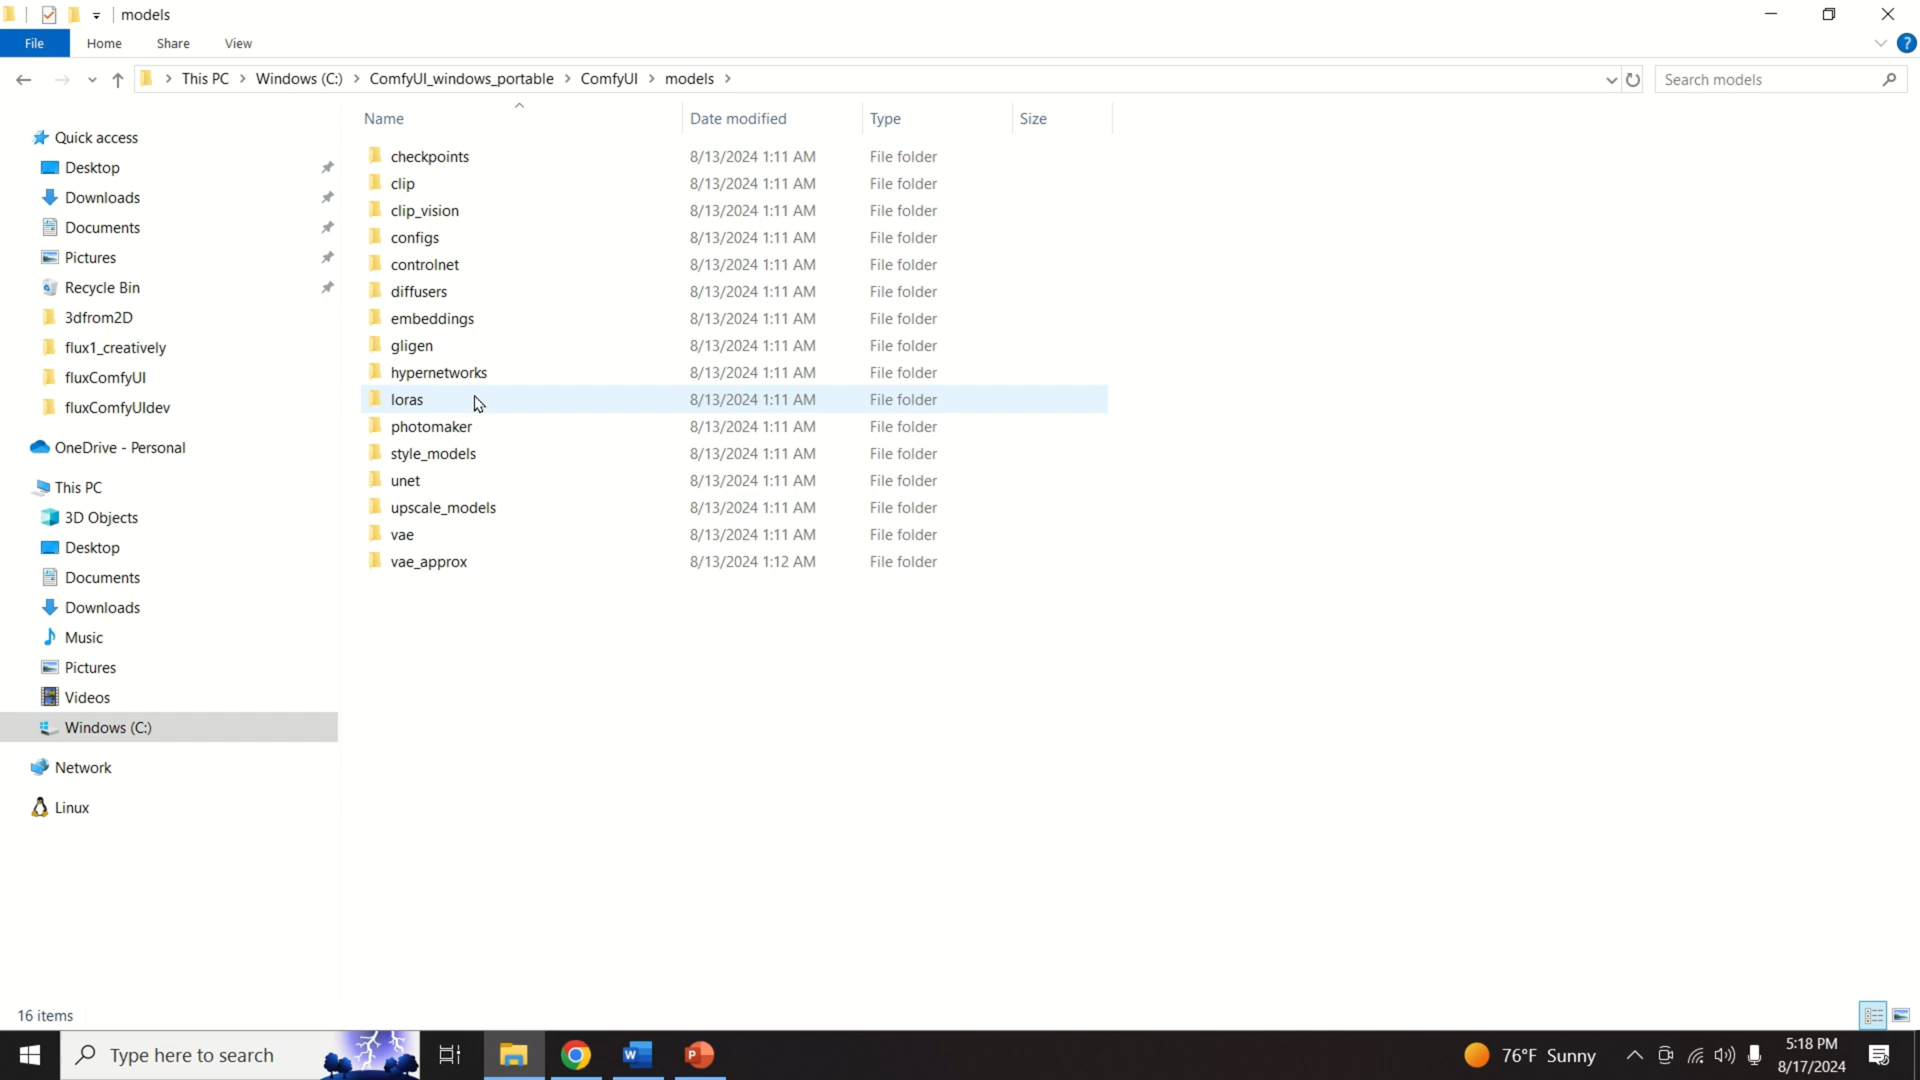 models
File Home Share View
This PC Windows (C:) ComfyUI_windows_portable ComfyUI models
Search models
Name Date modified Type Size
Quick access
Desktop
Downloads
Documents
Pictures
Recycle Bin
3dfrom2D
flux1_creatively
fluxComfyUI
fluxComfyUIdev
OneDrive - Personal
This PC
3D Objects
Desktop
Documents
Downloads
Music
Pictures
Videos
Windows (C:)
Network
Linux
checkpoints 8/13/2024 1:11 AM File folder
clip 8/13/2024 1:11 AM File folder
clip_vision 8/13/2024 1:11 AM File folder
configs 8/13/2024 1:11 AM File folder
controlnet 8/13/2024 1:11 AM File folder
diffusers 8/13/2024 1:11 AM File folder
embeddings 8/13/2024 1:11 AM File folder
gligen 8/13/2024 1:11 AM File folder
hypernetworks 8/13/2024 1:11 AM File folder
loras 8/13/2024 1:11 AM File folder
photomaker 8/13/2024 1:11 AM File folder
style_models 8/13/2024 1:11 AM File folder
unet 8/13/2024 1:11 AM File folder
upscale_models 8/13/2024 1:11 AM File folder
vae 8/13/2024 1:11 AM File folder
vae_approx 8/13/2024 1:12 AM File folder
16 items
Type here to search
76°F Sunny
5:18 PM
8/17/2024